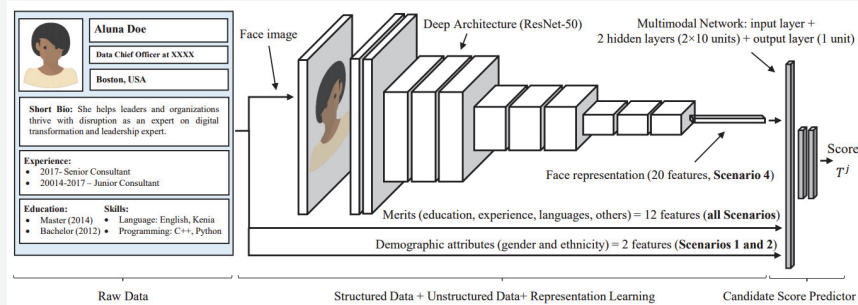 Aluna Doe
Data Chief Officer at XXXX
Boston, USA
Short Bio: She helps leaders and organizations
thrive with disruption as an expert on digital
transformation and leadership expert.
Experience:
• 2017- Senior Consultant
• 20014-2017 – Junior Consultant
Education:
• Master (2014)
• Bachelor (2012)
Skills:
• Language: English, Kenia
• Programming: C++, Python
Raw Data
Face image
Deep Architecture (ResNet-50)
Multimodal Network: input layer +
2 hidden layers (2×10 units) + output layer (1 unit)
Face representation (20 features, Scenario 4)
Merits (education, experience, languages, others) = 12 features (all Scenarios)
Demographic attributes (gender and ethnicity) = 2 features (Scenarios 1 and 2)
Structured Data + Unstructured Data+ Representation Learning
Score
T^j
Candidate Score Predictor